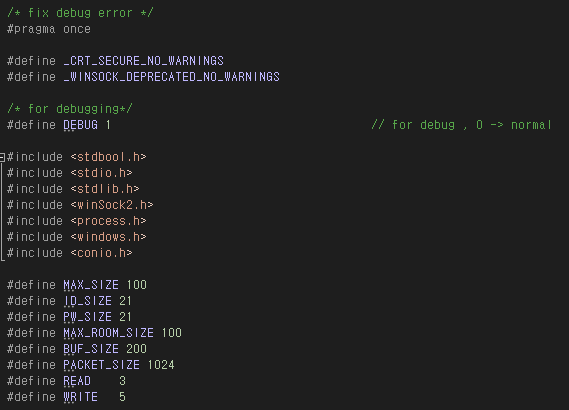 /* fix debug error */
#pragma once
#define _CRT_SECURE_NO_WARNINGS
#define _WINSOCK_DEPRECATED_NO_WARNINGS
/* for debugging*/
#define DEBUG 1 // for debug , 0 -> normal
#include <stdbool.h>
#include <stdio.h>
#include <stdlib.h>
#include <winSock2.h>
#include <process.h>
#include <windows.h>
#include <conio.h>
#define MAX_SIZE 100
#define ID_SIZE 21
#define PW_SIZE 21
#define MAX_ROOM_SIZE 100
#define BUF_SIZE 200
#define PACKET_SIZE 1024
#define READ 3
#define WRITE 5